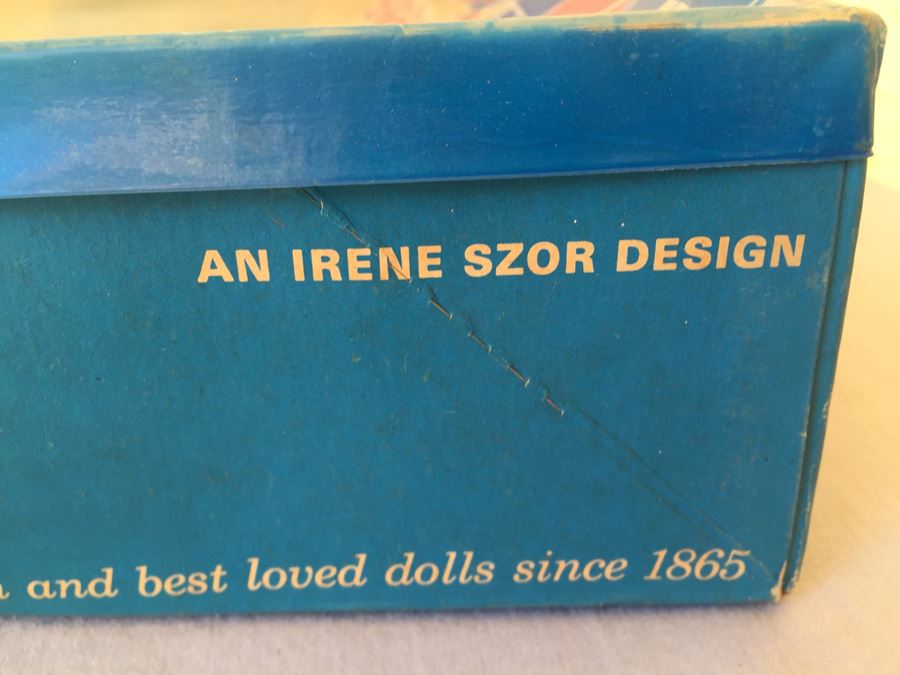 AN IRENE SZOR DESIGN
and best loved dolls since 1865